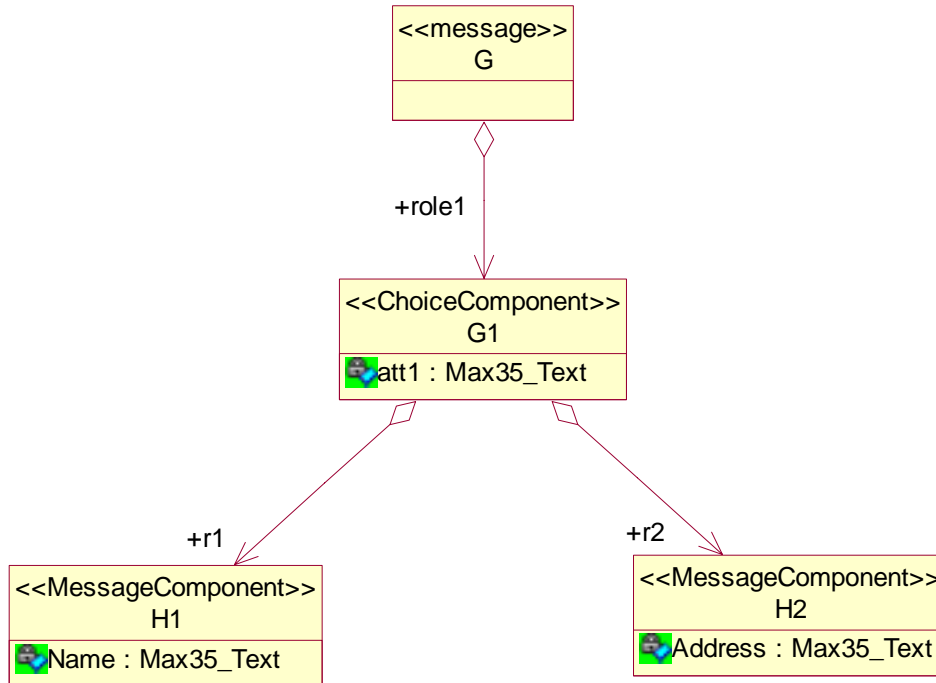 <<message>>
G
+role1
<<ChoiceComponent>>
G1
att1 : Max35_Text
+r1
+r2
<<MessageComponent>>
H1
Name : Max35_Text
<<MessageComponent>>
H2
Address : Max35_Text